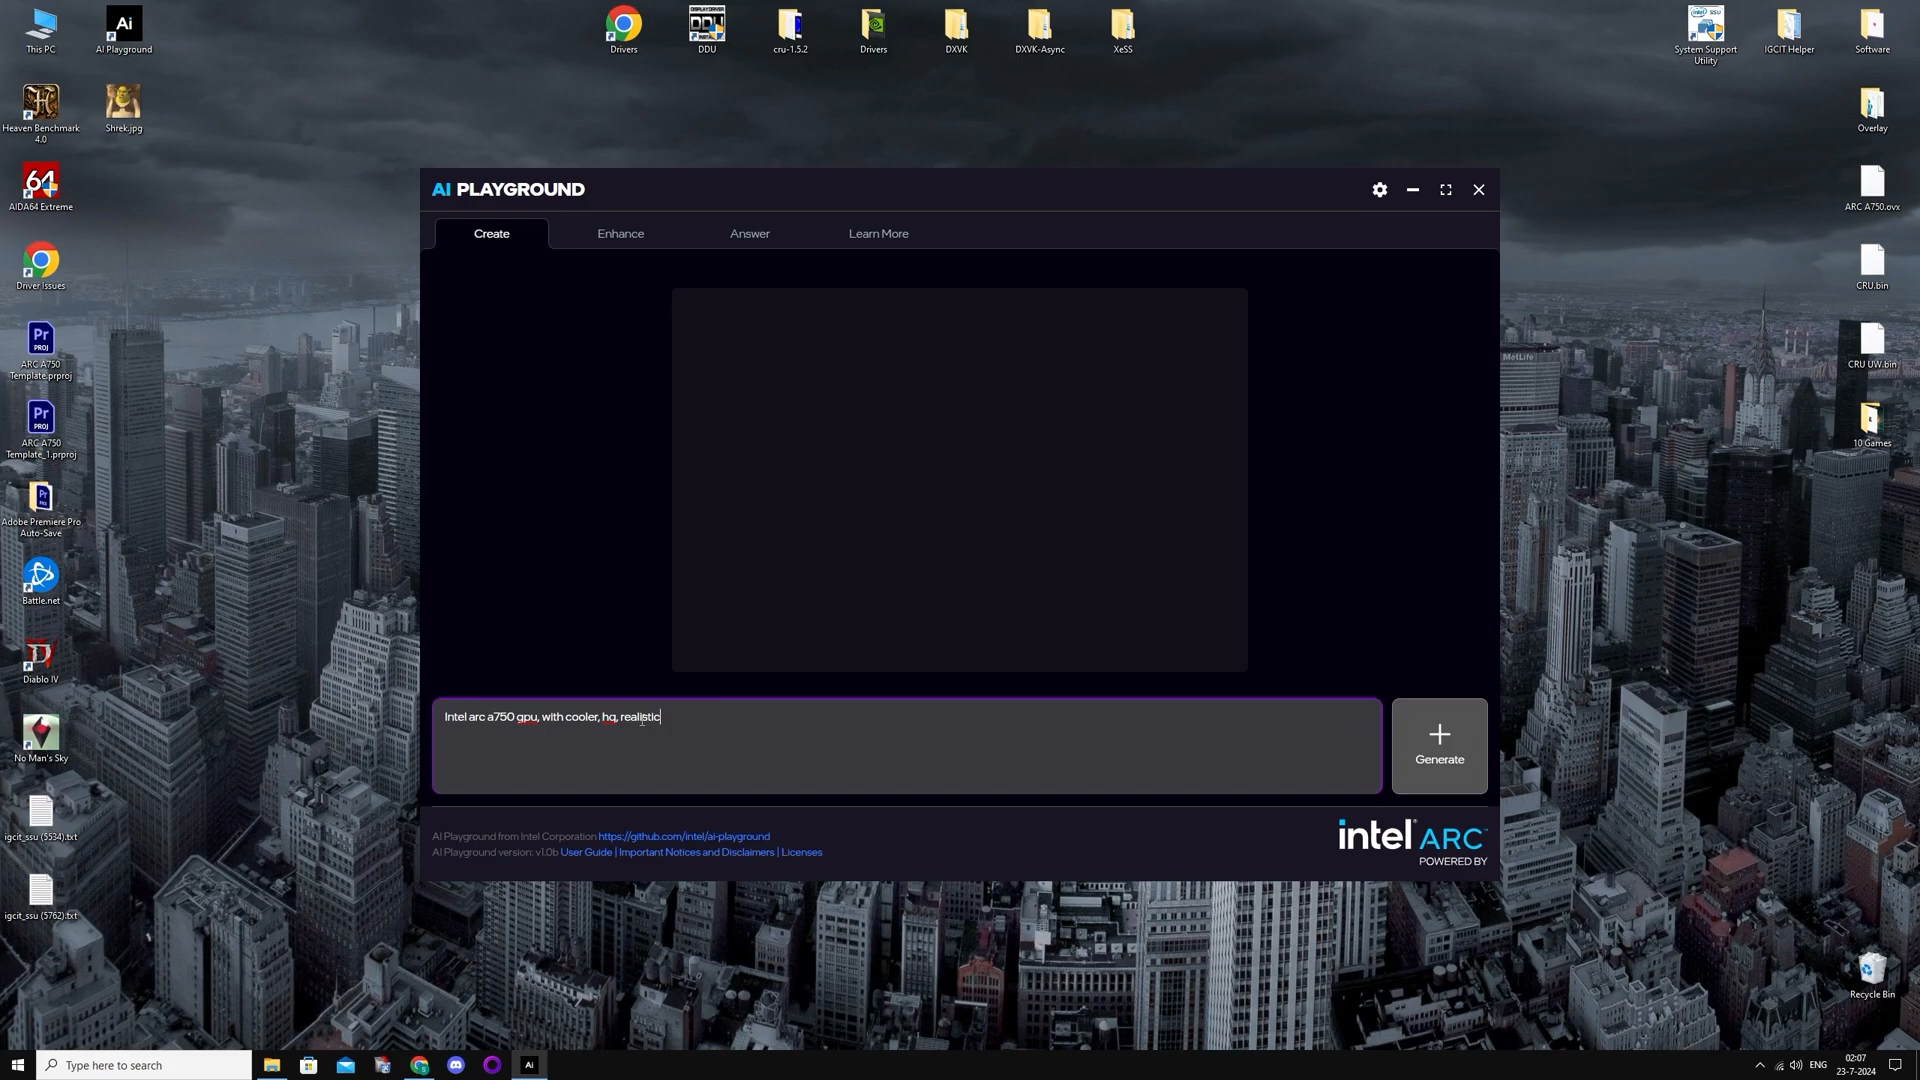 This PC
AI Playground
Drivers
DDU
cru-1.5.2
Drivers
DXVK
DXVK-Async
XeSS
System Support
Utility
IGCIT Helper
Software
Heaven Benchmark
4.0
Shrek.jpg
Overlay
AIDA64 Extreme
ARC A750.ovx
Driver Issues
CRU.bin
ARC A750
Template.prproj
CRU UW.bin
ARC A750
Template_1.prproj
10 Games
Adobe Premiere Pro
Auto-Save
Battle.net
Diablo IV
No Man's Sky
igcit_ssu (5534).txt
igcit_ssu (5762).txt
Recycle Bin
AI PLAYGROUND
Create
Enhance
Answer
Learn More
MetLife
Intel arc a750 gpu, with cooler, hq, realistic
Generate
AI Playground from Intel Corporation https://github.com/intel/ai-playground
AI Playground version: v1.0b User Guide | Important Notices and Disclaimers | Licenses
intel ARC
POWERED BY
Type here to search
Ai
ENG
02:07
23-7-2024